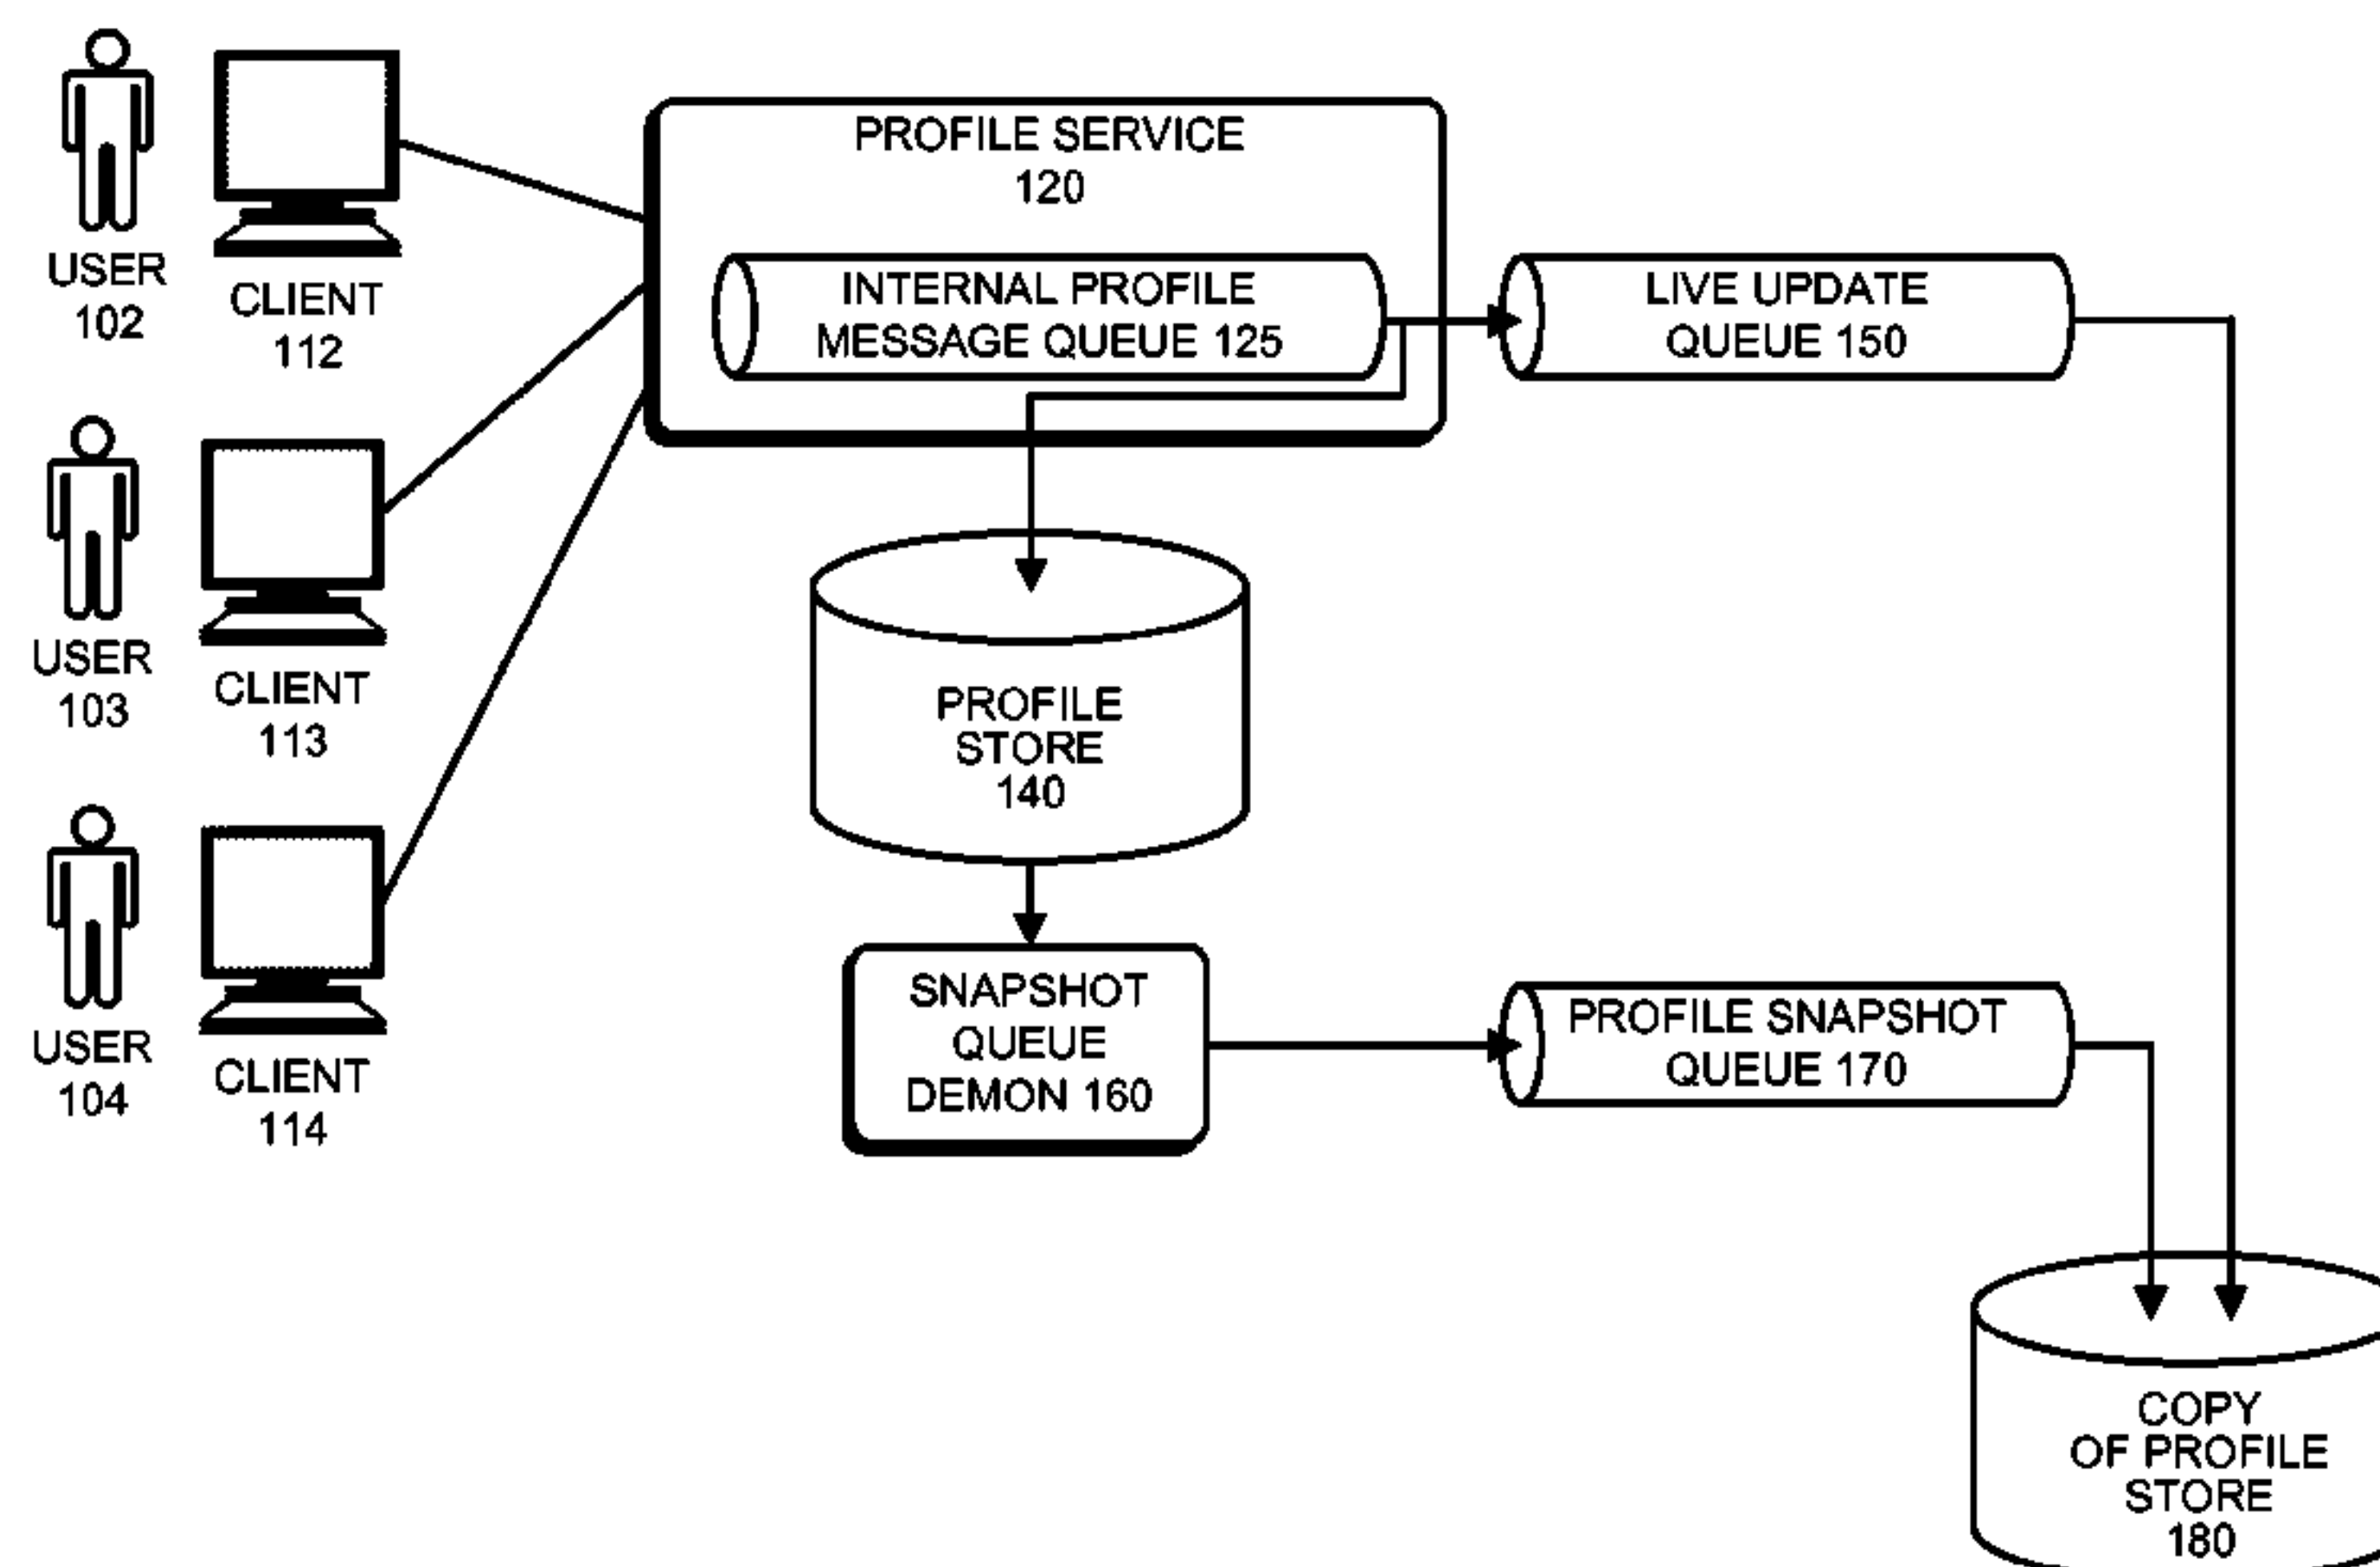 USER
102
CLIENT
112
USER
103
CLIENT
113
USER
104
CLIENT
114
PROFILE SERVICE
120
INTERNAL PROFILE
MESSAGE QUEUE 125
LIVE UPDATE
QUEUE 150
PROFILE
STORE
140
SNAPSHOT
QUEUE
DEMON 160
PROFILE SNAPSHOT
QUEUE 170
COPY
OF PROFILE
STORE
180